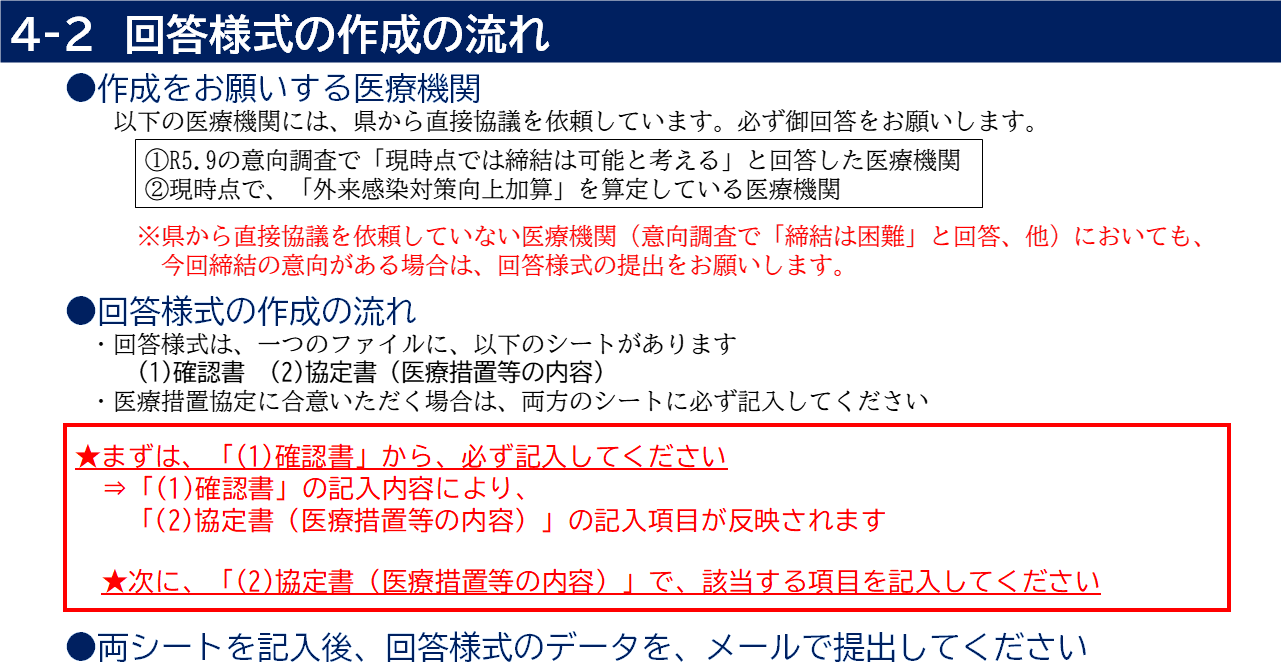 4-2 回答様式の作成の流れ
●作成をお願いする医療機関
以下の医療機関には、県から直接協議を依頼しています。必ず御回答をお願いします。
①R5.9の意向調査で「現時点では締結は可能と考える」と回答した医療機関
②現時点で、「外来感染対策向上加算」を算定している医療機関
※県から直接協議を依頼していない医療機関（意向調査で「締結は困難」と回答、他）においても、
今回締結の意向がある場合は、回答様式の提出をお願いします。
●回答様式の作成の流れ
・回答様式は、一つのファイルに、以下のシートがあります
(1)確認書　(2)協定書（医療措置等の内容）
・医療措置協定に合意いただく場合は、両方のシートに必ず記入してください
★まずは、「(1)確認書」から、必ず記入してください
⇒「(1)確認書」の記入内容により、
「(2)協定書（医療措置等の内容）」の記入項目が反映されます
★次に、「(2)協定書（医療措置等の内容）」で、該当する項目を記入してください
●両シートを記入後、回答様式のデータを、メールで提出してください